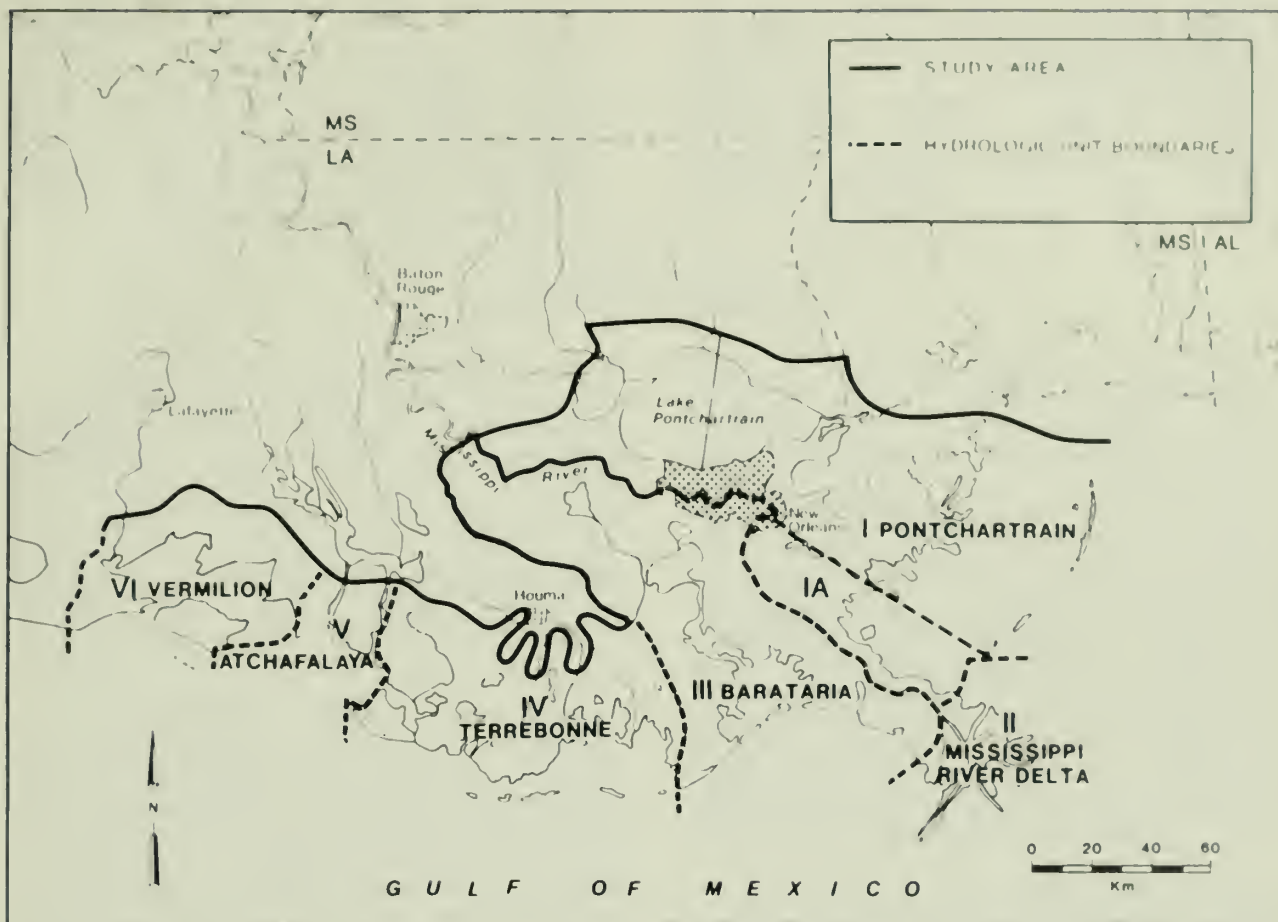 STUDY AREA
HYDROLOGIC UNIT BOUNDARIES
MS
LA
MS AL
Baton
Rouge
Lafayette
Lake
Pontchartrain
MISSISSIPPI
River
New
Orleans
I PONTCHARTRAIN
IA
VI VERMILION
V
ATCHAFALAYA
Houma
IV
TERREBONNE
III BARATARIA
II
MISSISSIPPI
RIVER DELTA
N
0 20 40 60
Km
GULF OF MEXICO